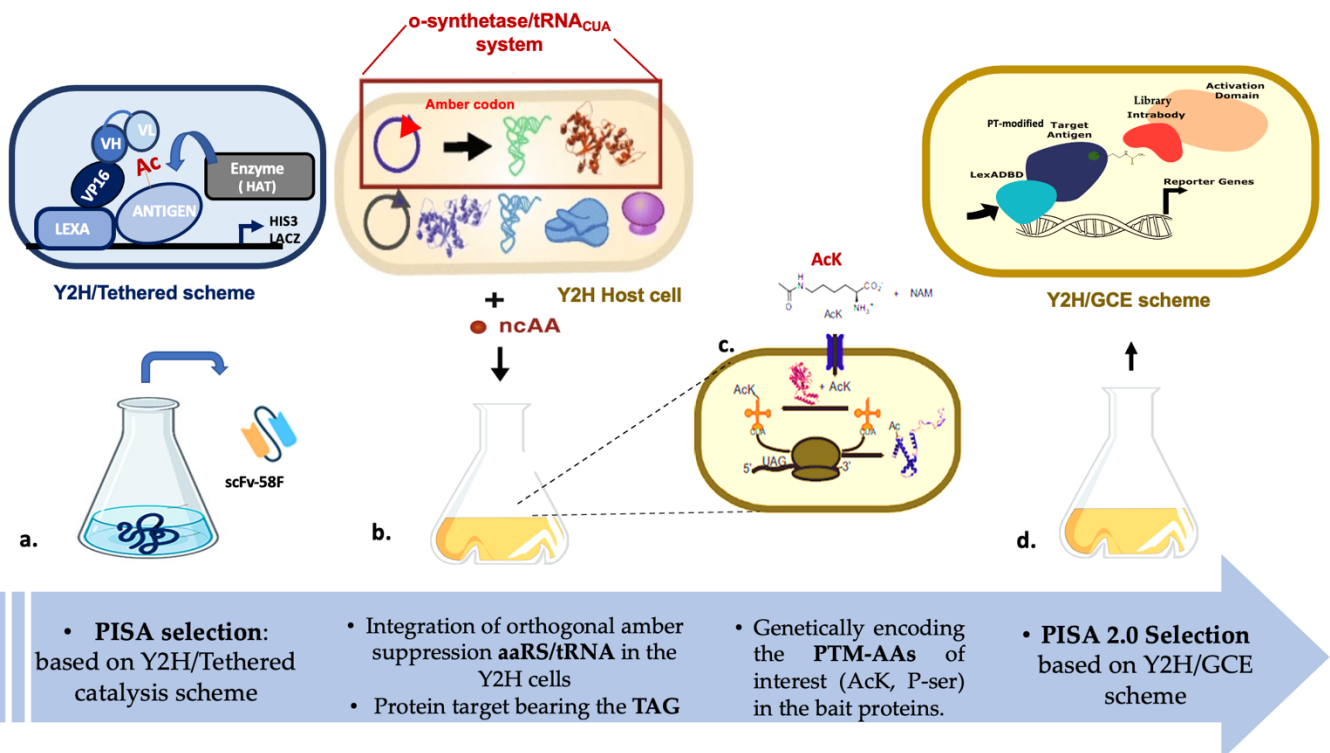 o-synthetase/tRNACUA
system
Amber codon
VH
VL
Ac
VP16
Enzyme
( HAT)
ANTIGEN
LEXA
HIS3
LACZ
Y2H/Tethered scheme
scFv-58F
a.
Y2H Host cell
+
ncAA
b.
AcK
H
N
O
CO2-
NH3+
+ NAM
AcK
c.
AcK
+ AcK
CUA
CUA
Ac
UAG
5'
-3'
Activation
Domain
Library
Intrabody
PT-modified
Target
Antigen
LexADBD
Reporter Genes
Y2H/GCE scheme
d.
• PISA selection:
based on Y2H/Tethered
catalysis scheme
• Integration of orthogonal amber
suppression aaRS/tRNA in the
Y2H cells
• Protein target bearing the TAG
• Genetically encoding
the PTM-AAs of
interest (AcK, P-ser)
in the bait proteins.
• PISA 2.0 Selection
based on Y2H/GCE
scheme